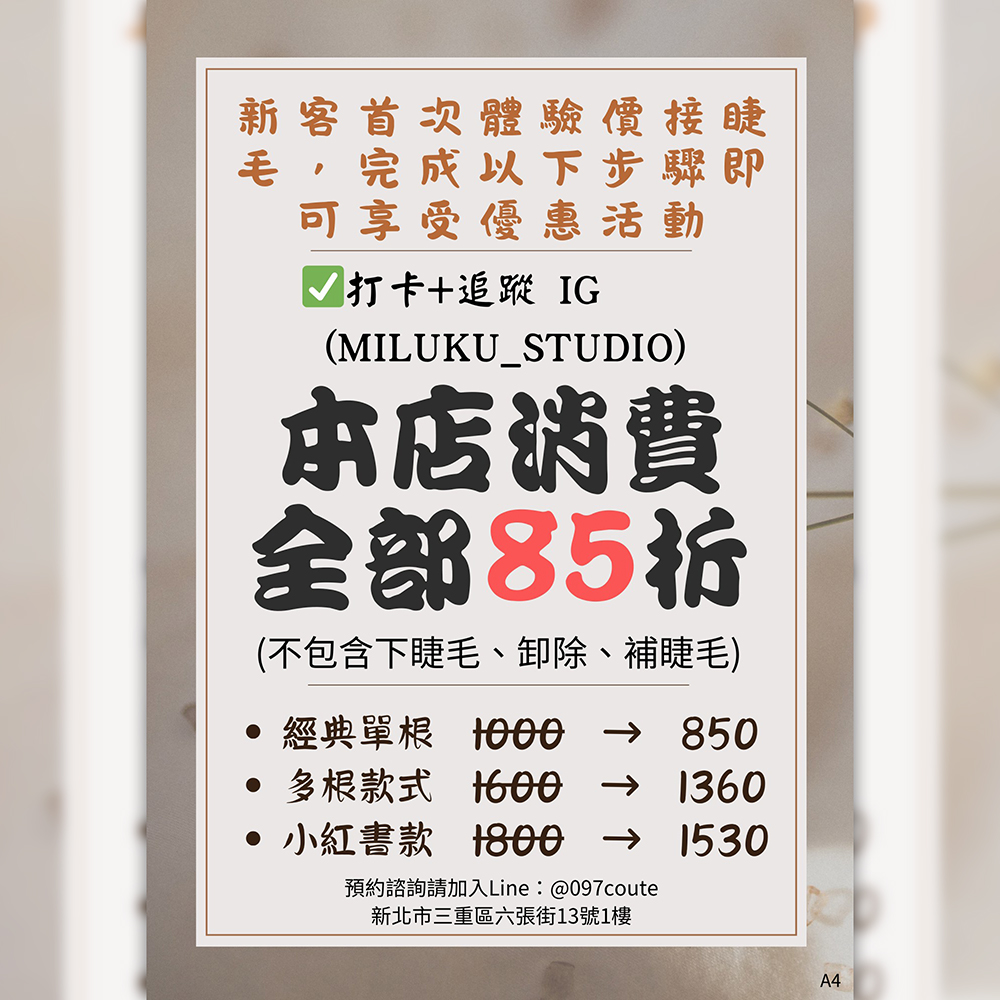 新客首次體驗價接睫
毛，完成以下步驟即
可享受優惠活動
✅打卡+追蹤 IG
(MILUKU_STUDIO)
本店消費
全部85折
(不包含下睫毛、卸除、補睫毛)
• 經典單根 1000 → 850
• 多根款式 1600 → 1360
• 小紅書款 1800 → 1530
預約諮詢請加入Line：@097coute
新北市三重區六張街13號1樓
A4